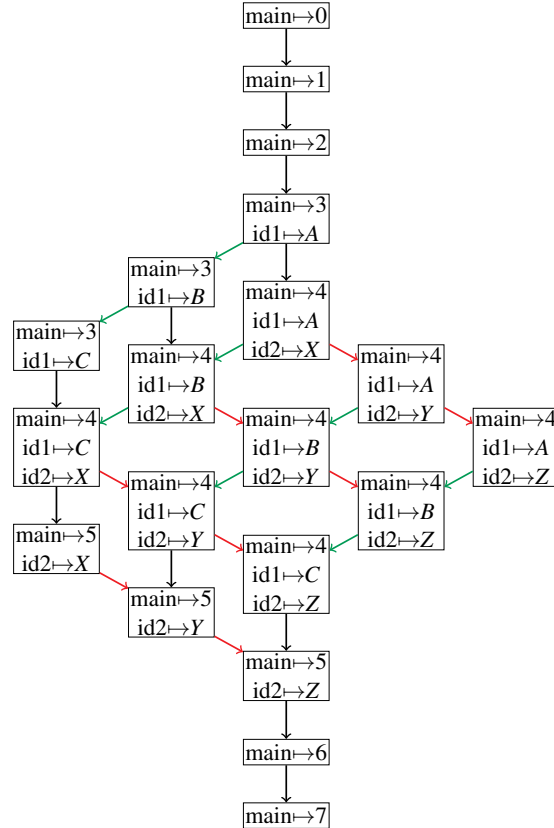 main↦0
main↦1
main↦2
main↦3
id1↦A
main↦3
id1↦B
main↦4
id1↦A
id2↦X
main↦3
id1↦C
main↦4
id1↦B
id2↦X
main↦4
id1↦A
id2↦Y
main↦4
id1↦C
id2↦X
main↦4
id1↦B
id2↦Y
main↦4
id1↦A
id2↦Z
main↦4
id1↦C
id2↦Y
main↦4
id1↦B
id2↦Z
main↦5
id2↦X
main↦4
id1↦C
id2↦Z
main↦5
id2↦Y
main↦5
id2↦Z
main↦6
main↦7